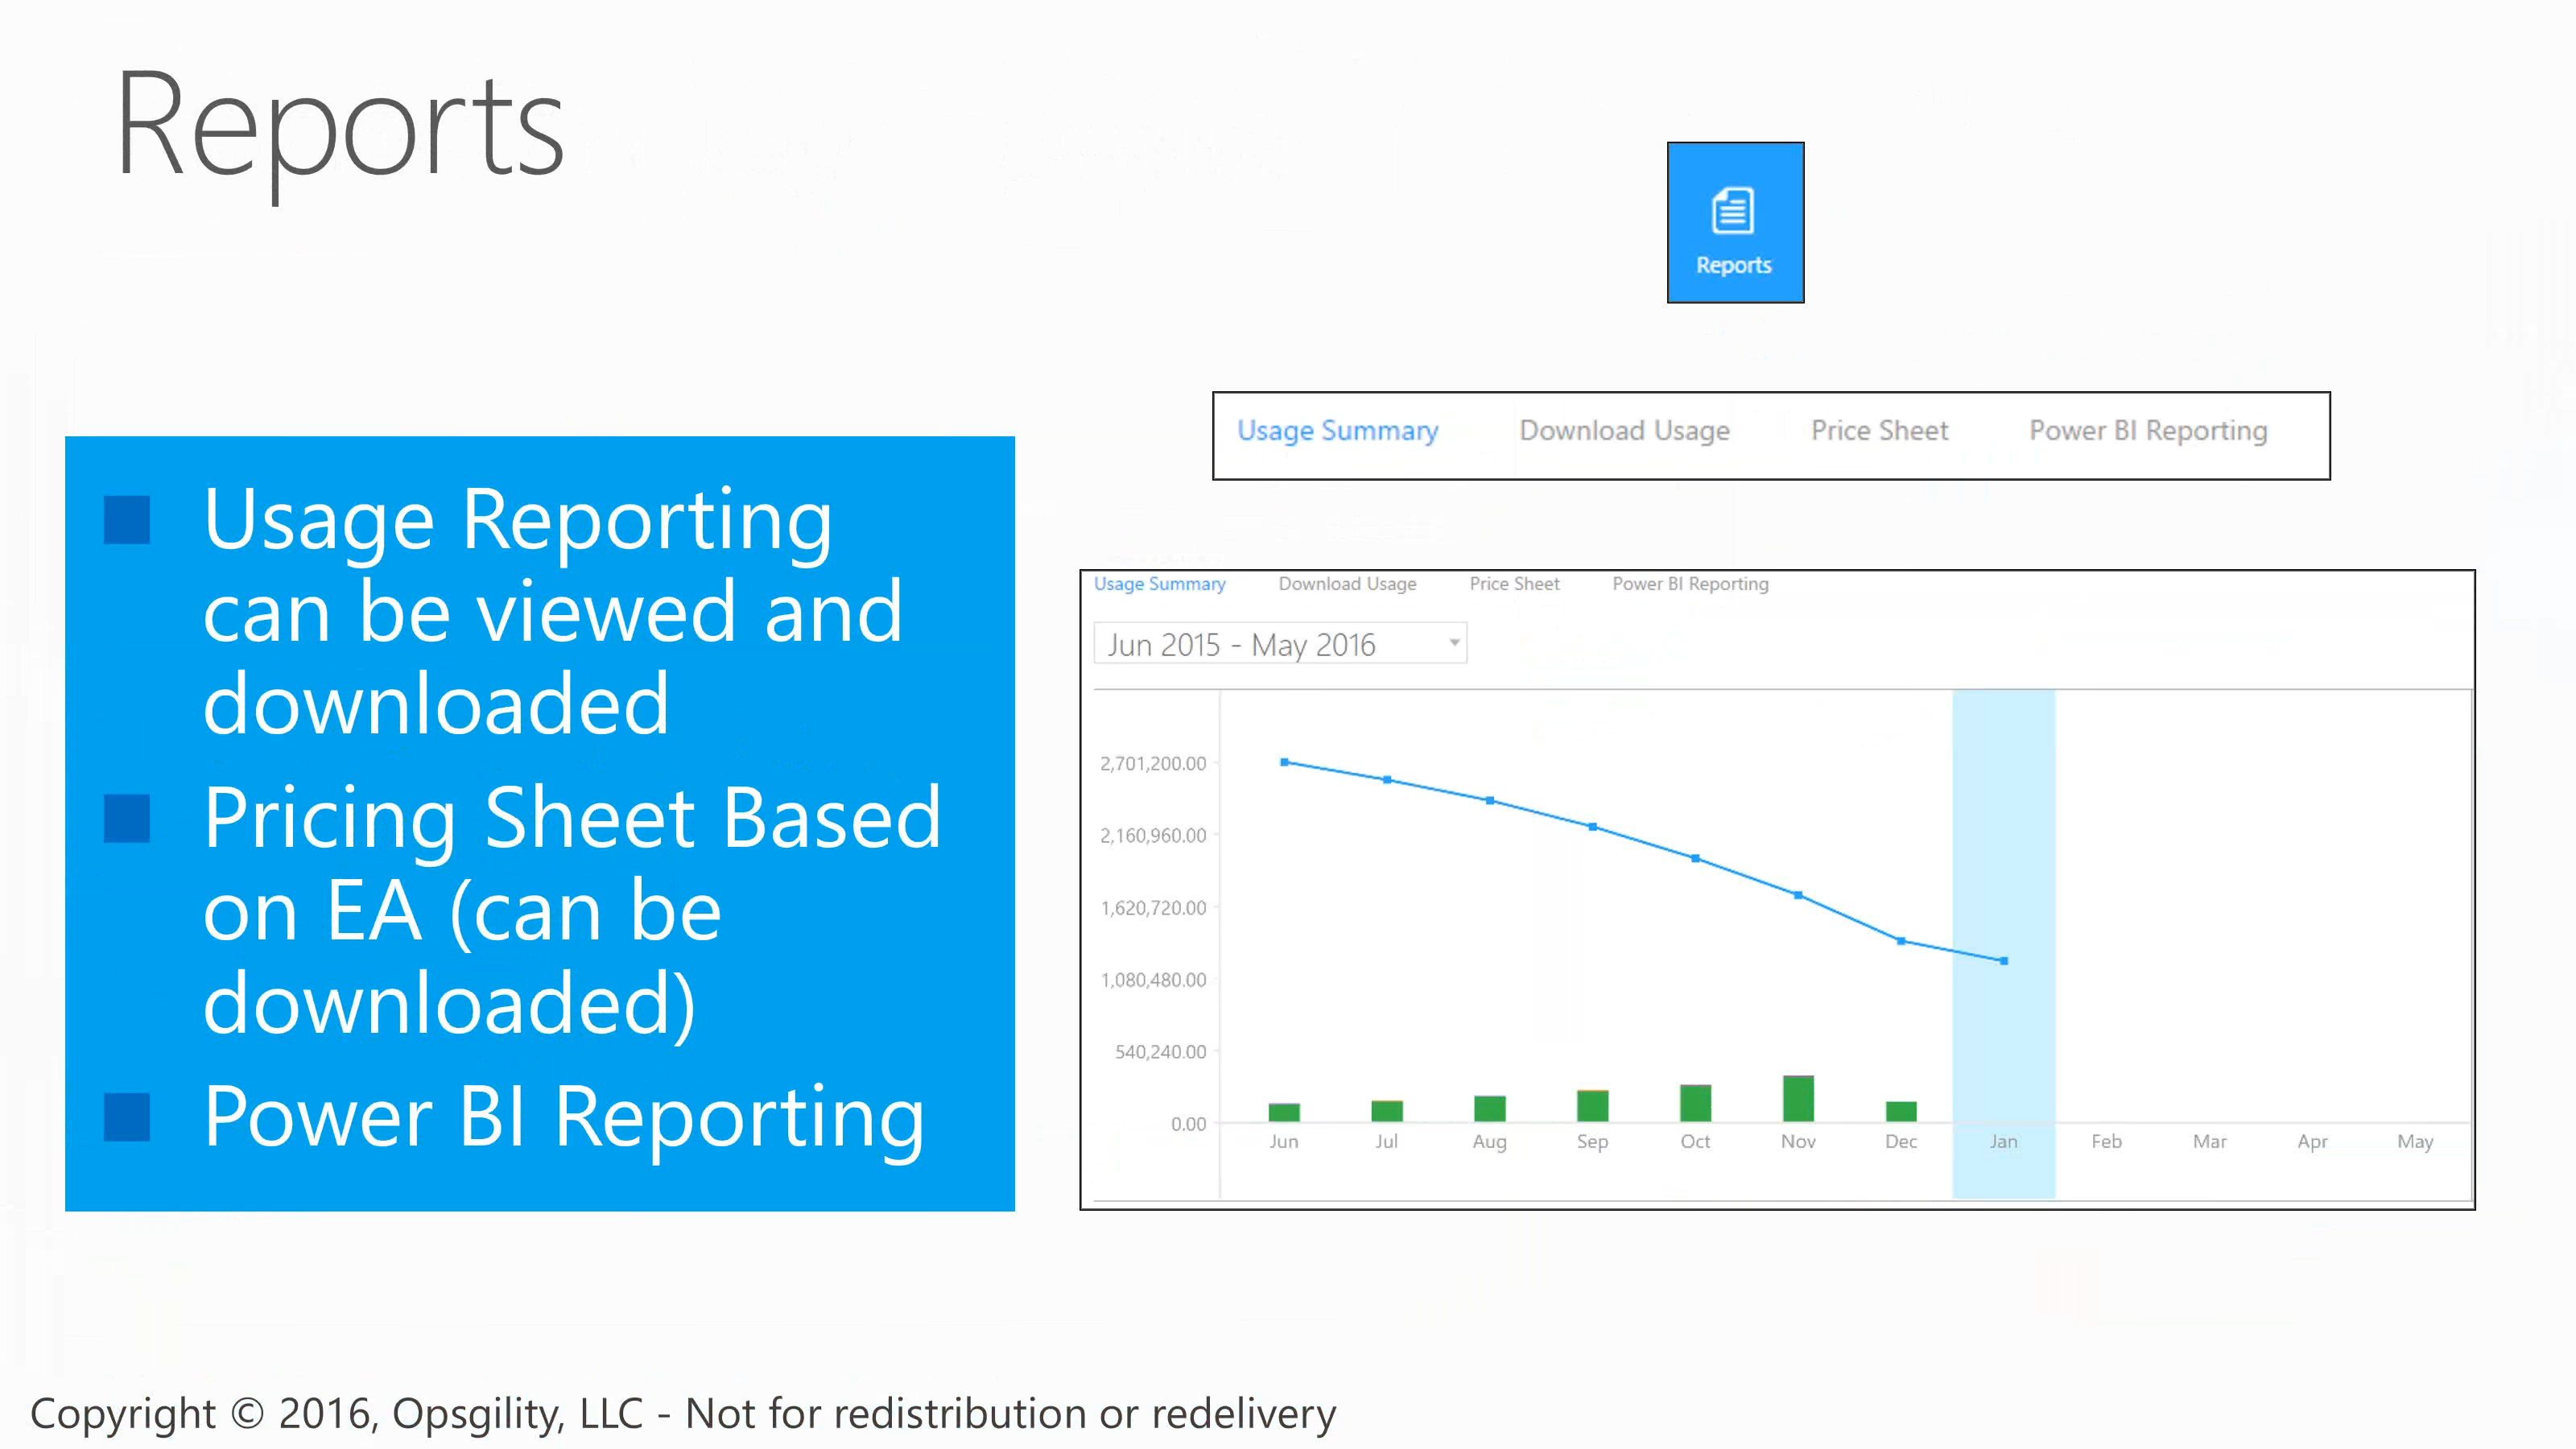 Reports
Reports
Usage Summary Download Usage Price Sheet Power BI Reporting
Usage Reporting
can be viewed and
downloaded
Pricing Sheet Based
on EA (can be
downloaded)
Power BI Reporting
Usage Summary Download Usage Price Sheet Power BI Reporting
Jun 2015 - May 2016
2,701,200.00
2,160,960.00
1,620,720.00
1,080,480.00
540,240.00
0.00
Jun Jul Aug Sep Oct Nov Dec Jan Feb Mar Apr May
Copyright © 2016, Opsgility, LLC - Not for redistribution or redelivery